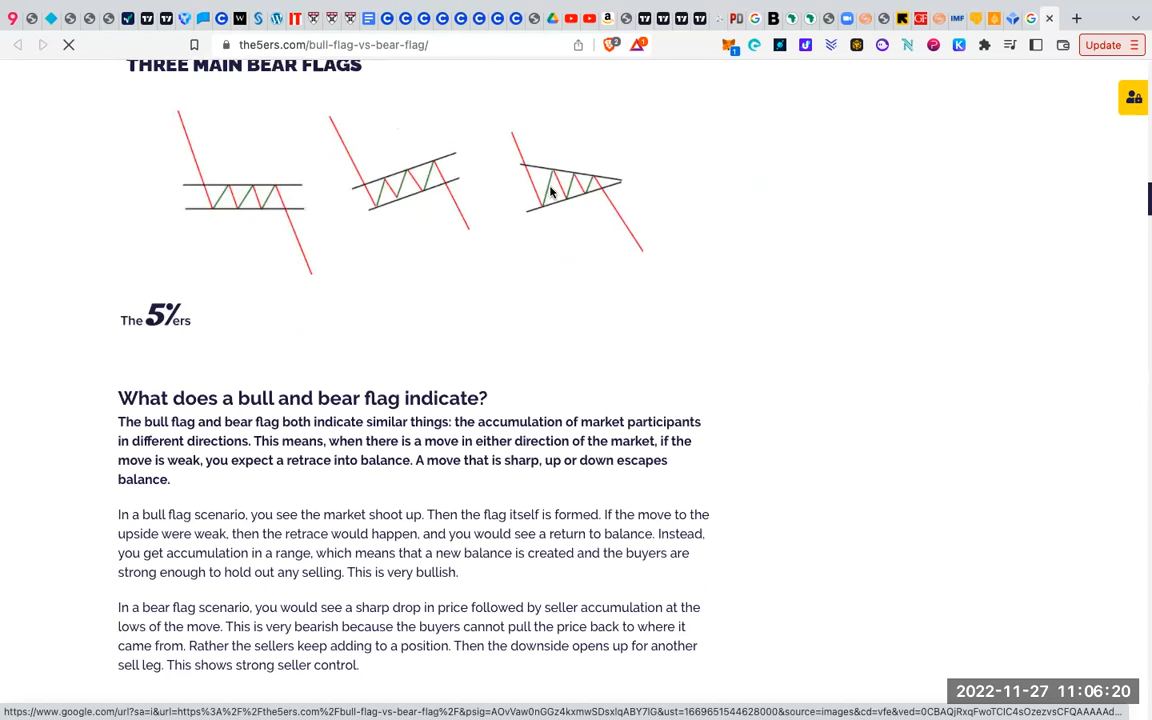 the5ers.com/bull-flag-vs-bear-flag/
Update
THREE MAIN BEAR FLAGS
The 5%ers
What does a bull and bear flag indicate?
The bull flag and bear flag both indicate similar things: the accumulation of market participants
in different directions. This means, when there is a move in either direction of the market, if the
move is weak, you expect a retrace into balance. A move that is sharp, up or down escapes
balance.
In a bull flag scenario, you see the market shoot up. Then the flag itself is formed. If the move to the
upside were weak, then the retrace would happen, and you would see a return to balance. Instead,
you get accumulation in a range, which means that a new balance is created and the buyers are
strong enough to hold out any selling. This is very bullish.
In a bear flag scenario, you would see a sharp drop in price followed by seller accumulation at the
lows of the move. This is very bearish because the buyers cannot pull the price back to where it
came from. Rather the sellers keep adding to a position. Then the downside opens up for another
sell leg. This shows strong seller control.
2022-11-27 11:06:20